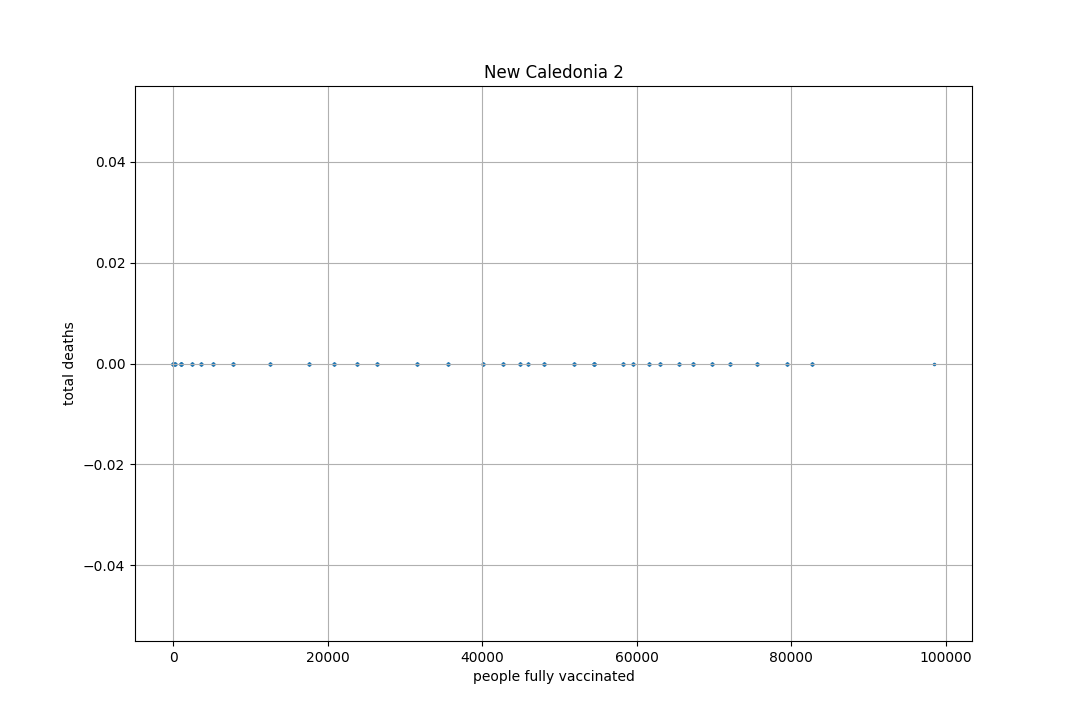 New Caledonia 2
0.04
0.02
0.00
−0.02
−0.04
total deaths
0 20000 40000 60000 80000 100000
people fully vaccinated